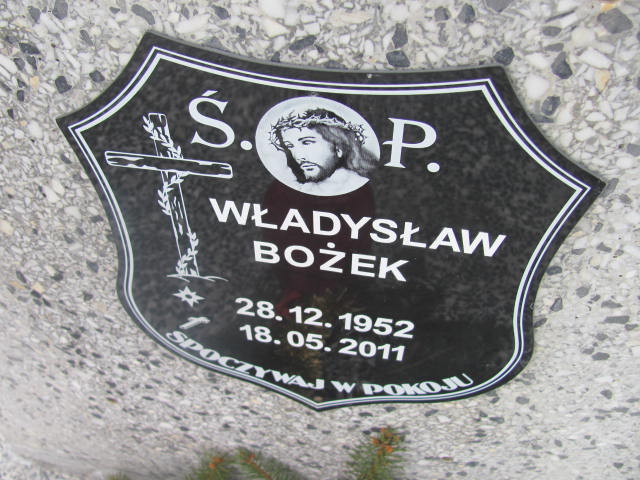 Ś. P.
WŁADYSŁAW
BOŻEK
28.12.1952
18.05.2011
SPOCZYWAJ W POKOJU